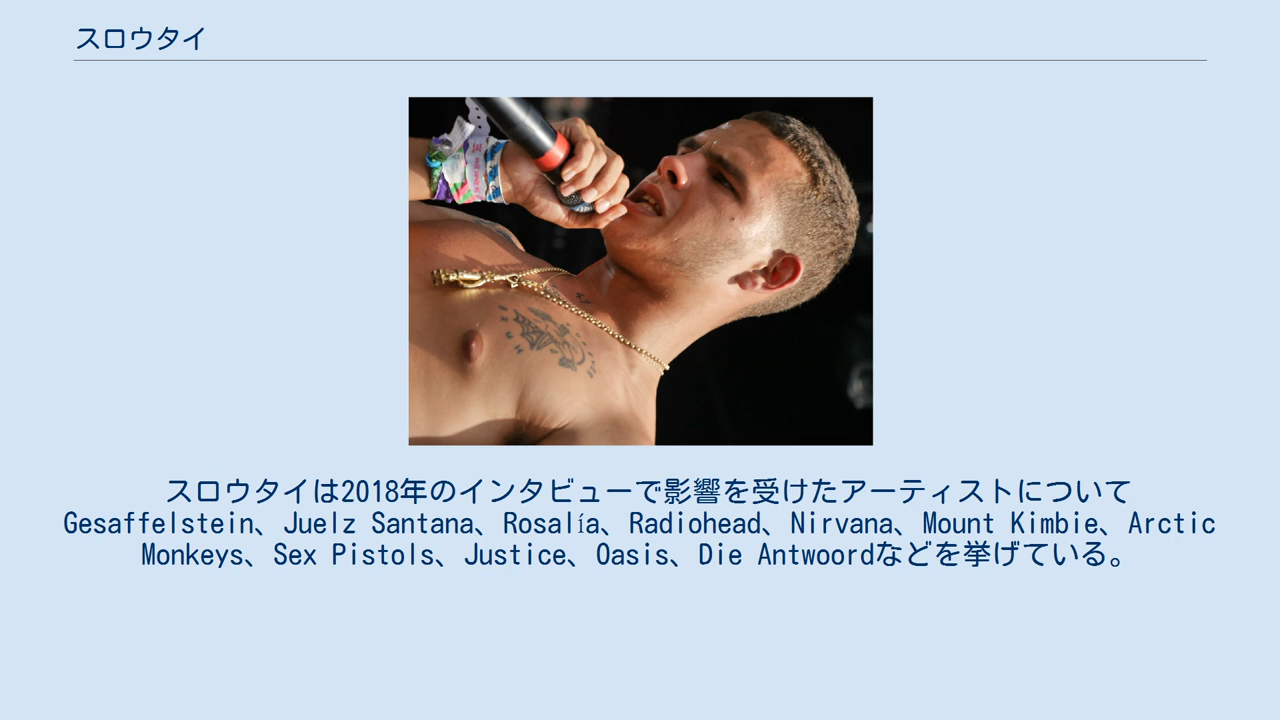 スロウタイ
スロウタイは2018年のインタビューで影響を受けたアーティストについて
Gesaffelstein、Juelz Santana、Rosalía、Radiohead、Nirvana、Mount Kimbie、Arctic
Monkeys、Sex Pistols、Justice、Oasis、Die Antwoordなどを挙げている。